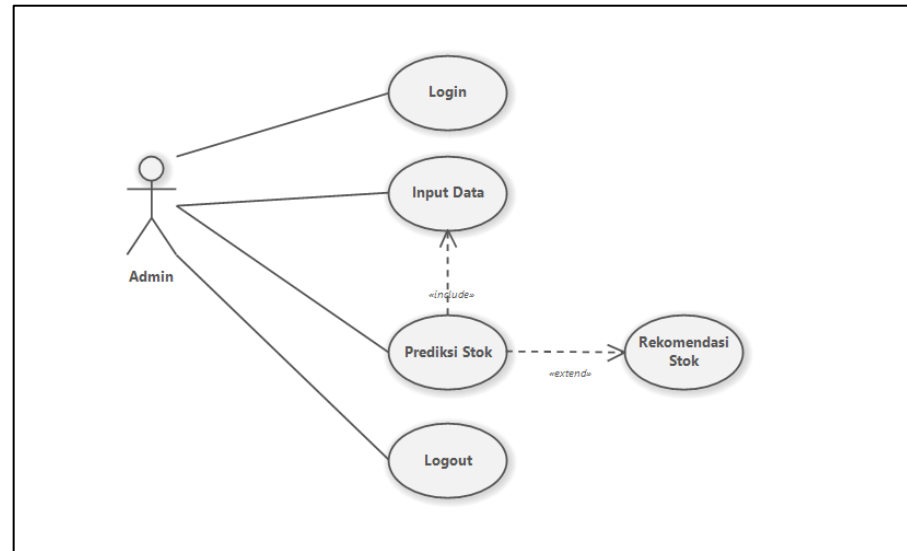 Login
Input Data
Admin
«include»
Prediksi Stok
Rekomendasi
Stok
«extend»
Logout